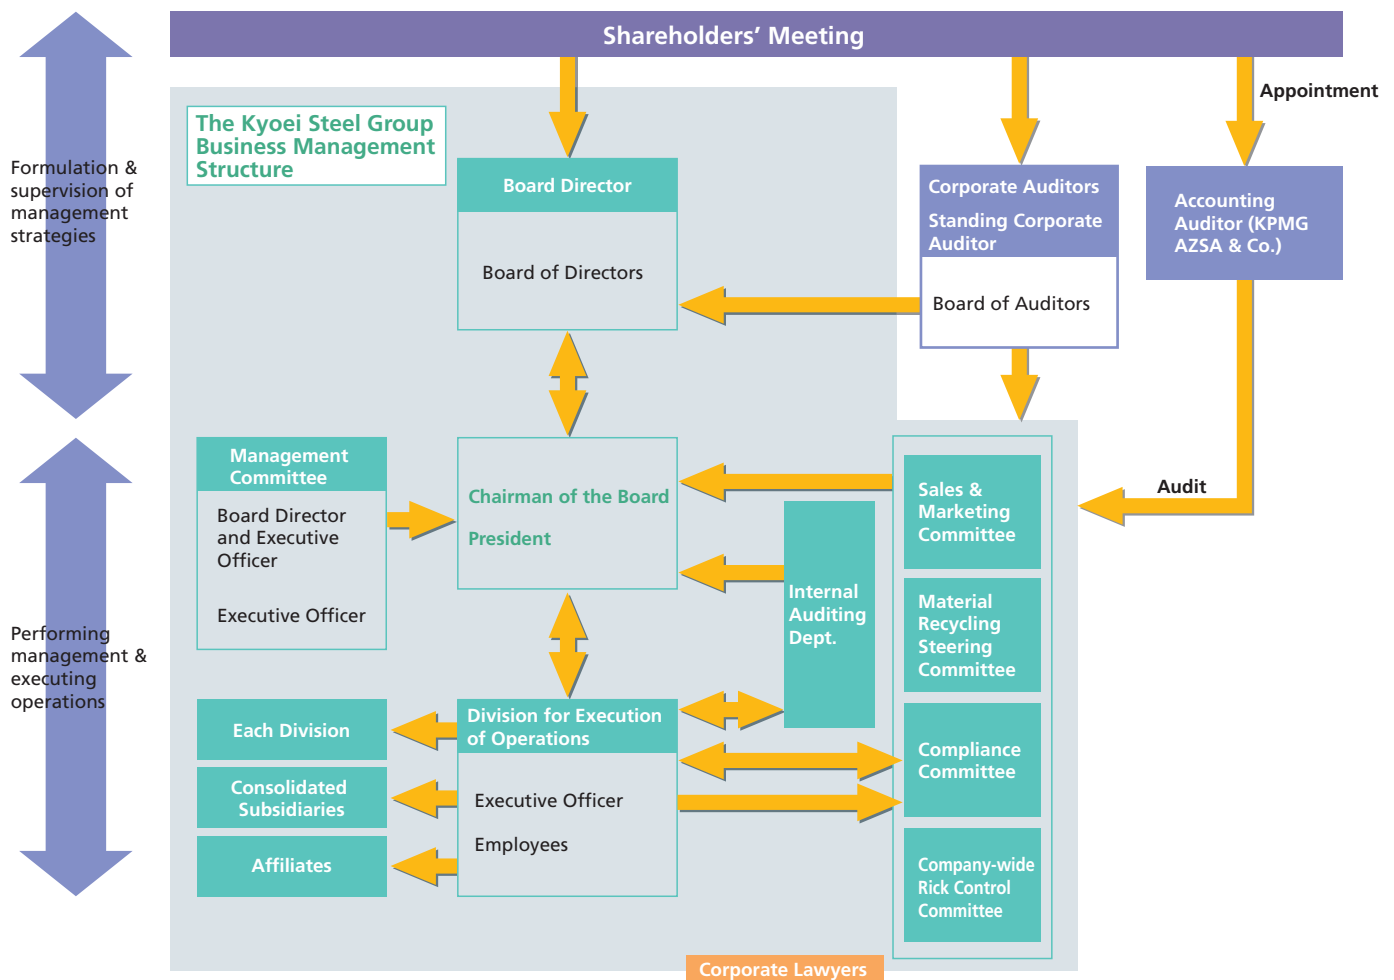 Shareholders’ Meeting
Appointment
The Kyoei Steel Group
Business Management
Structure
Formulation &
supervision of
management
strategies
Board Director
Board of Directors
Corporate Auditors
Standing Corporate
Auditor
Board of Auditors
Accounting
Auditor (KPMG
AZSA & Co.)
Management
Committee
Board Director
and Executive
Officer
Executive Officer
Chairman of the Board
President
Audit
Sales &
Marketing
Committee
Internal
Auditing
Dept.
Material
Recycling
Steering
Committee
Performing
management &
executing
operations
Each Division
Consolidated
Subsidiaries
Affiliates
Division for Execution
of Operations
Executive Officer
Employees
Compliance
Committee
Company-wide
Rick Control
Committee
Corporate Lawyers